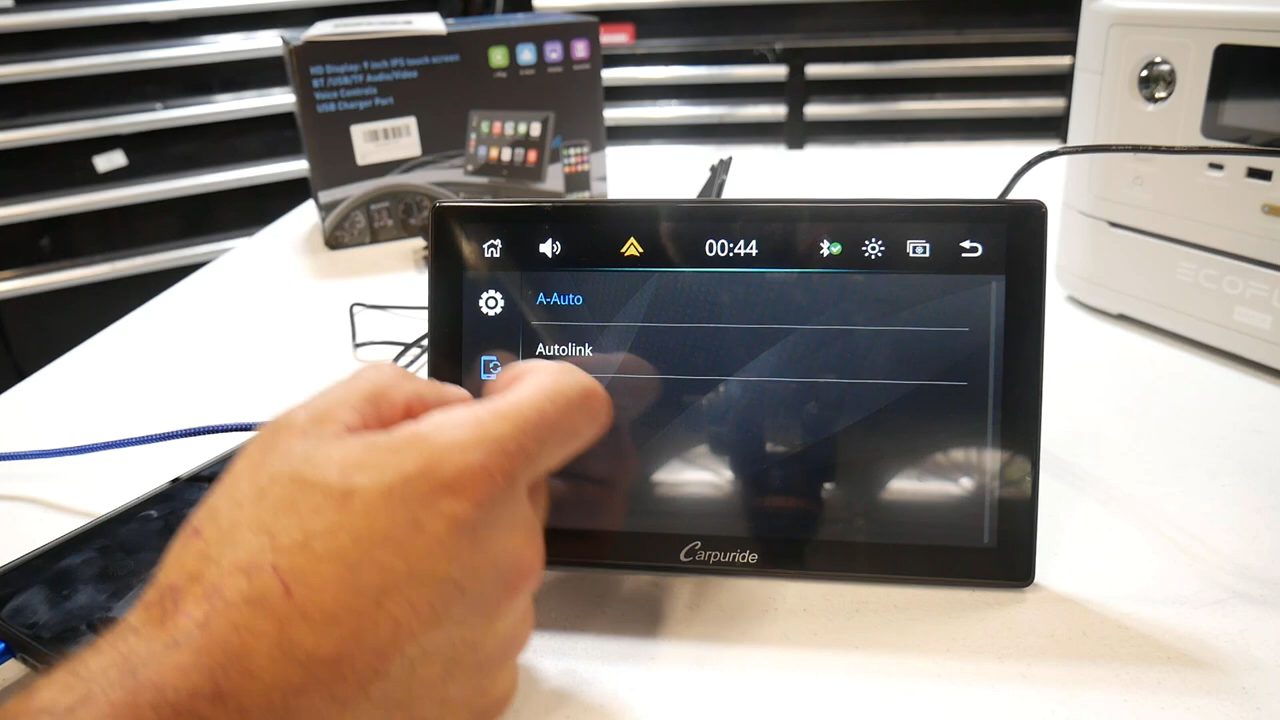 HD Display: 9 inch IPS touch screen
BT /USB/TF Audio/Video
Voice Controls
USB Charger Port
00:44
A-Auto
Autolink
Carpuride